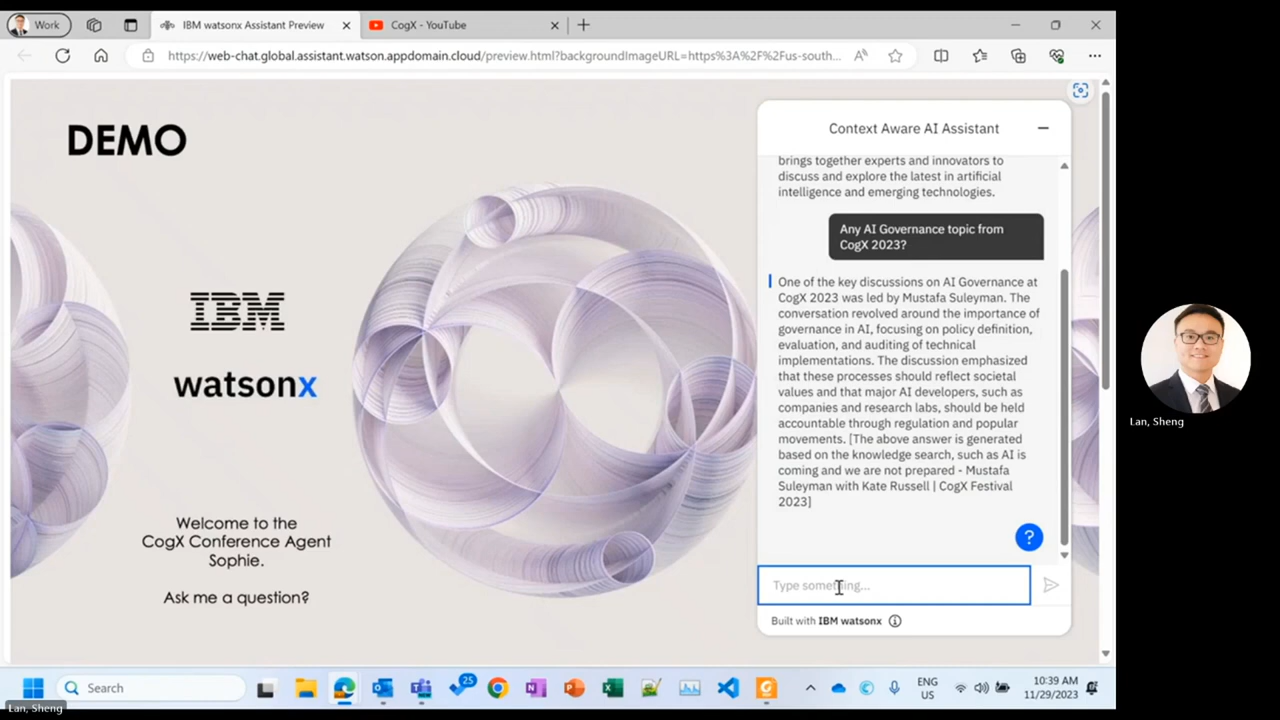 Work
IBM watsonx Assistant Preview
CogX - YouTube
https://web-chat.global.assistant.watson.appdomain.cloud/preview.html?backgroundImageURL=https%3A%2F%2Fus-south...
DEMO
IBM
watsonx
Welcome to the
CogX Conference Agent
Sophie.
Ask me a question?
Context Aware AI Assistant
brings together experts and innovators to
discuss and explore the latest in artificial
intelligence and emerging technologies.
Any AI Governance topic from
CogX 2023?
One of the key discussions on AI Governance at
CogX 2023 was led by Mustafa Suleyman. The
conversation revolved around the importance of
governance in AI, focusing on policy definition,
evaluation, and auditing of technical
implementations. The discussion emphasized
that these processes should reflect societal
values and that major AI developers, such as
companies and research labs, should be held
accountable through regulation and popular
movements. [The above answer is generated
based on the knowledge search, such as AI is
coming and we are not prepared - Mustafa
Suleyman with Kate Russell | CogX Festival
2023]
?
Type something...
Built with IBM watsonx
Lan, Sheng
Search
25
ENG
US
10:39 AM
11/29/2023
Lan, Sheng